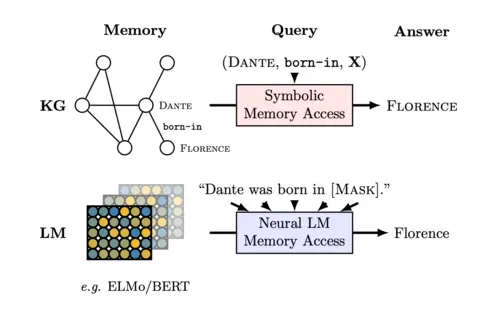 Memory
Query
Answer
(DANTE, born-in, X)
KG
DANTE
born-in
FLORENCE
Symbolic
Memory Access
FLORENCE
“Dante was born in [MASK].”
LM
Neural LM
Memory Access
Florence
e.g. ELMo/BERT